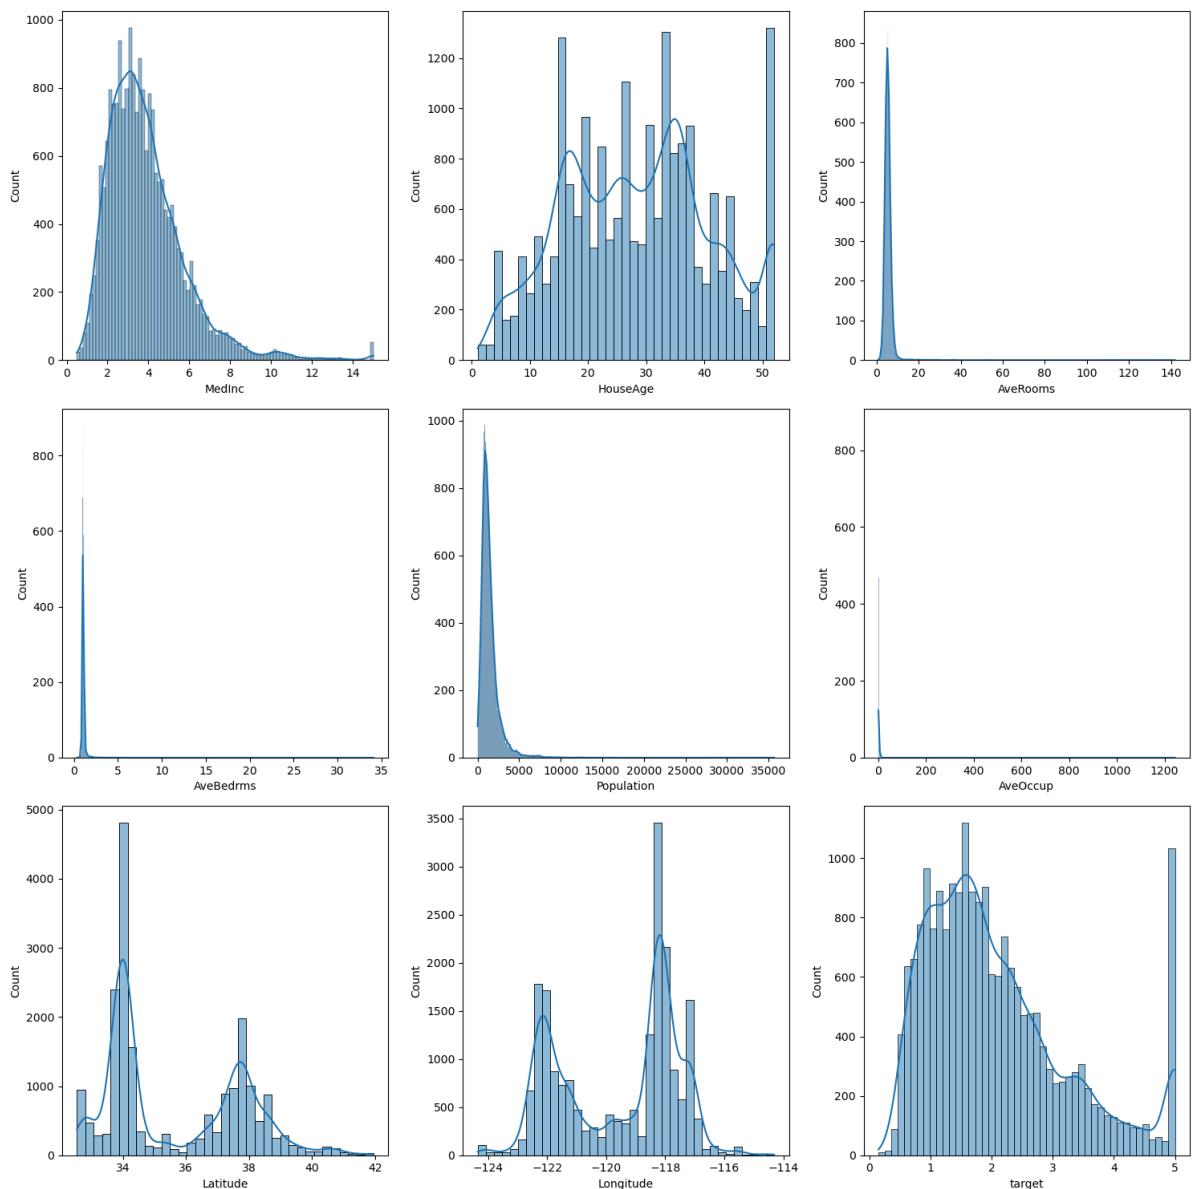 1000
800
600
400
200
0
Count
0 2 4 6 8 10 12 14
MedInc
1200
1000
800
600
400
200
0
Count
0 10 20 30 40 50
HouseAge
800
700
600
500
400
300
200
100
0
Count
0 20 40 60 80 100 120 140
AveRooms
800
600
400
200
0
Count
0 5 10 15 20 25 30 35
AveBedrms
1000
800
600
400
200
0
Count
0 5000 10000 15000 20000 25000 30000 35000
Population
800
600
400
200
0
Count
0 200 400 600 800 1000 1200
AveOccup
5000
4000
3000
2000
1000
0
Count
34 36 38 40 42
Latitude
3500
3000
2500
2000
1500
1000
500
0
Count
−124 −122 −120 −118 −116 −114
Longitude
1000
800
600
400
200
0
Count
0 1 2 3 4 5
target